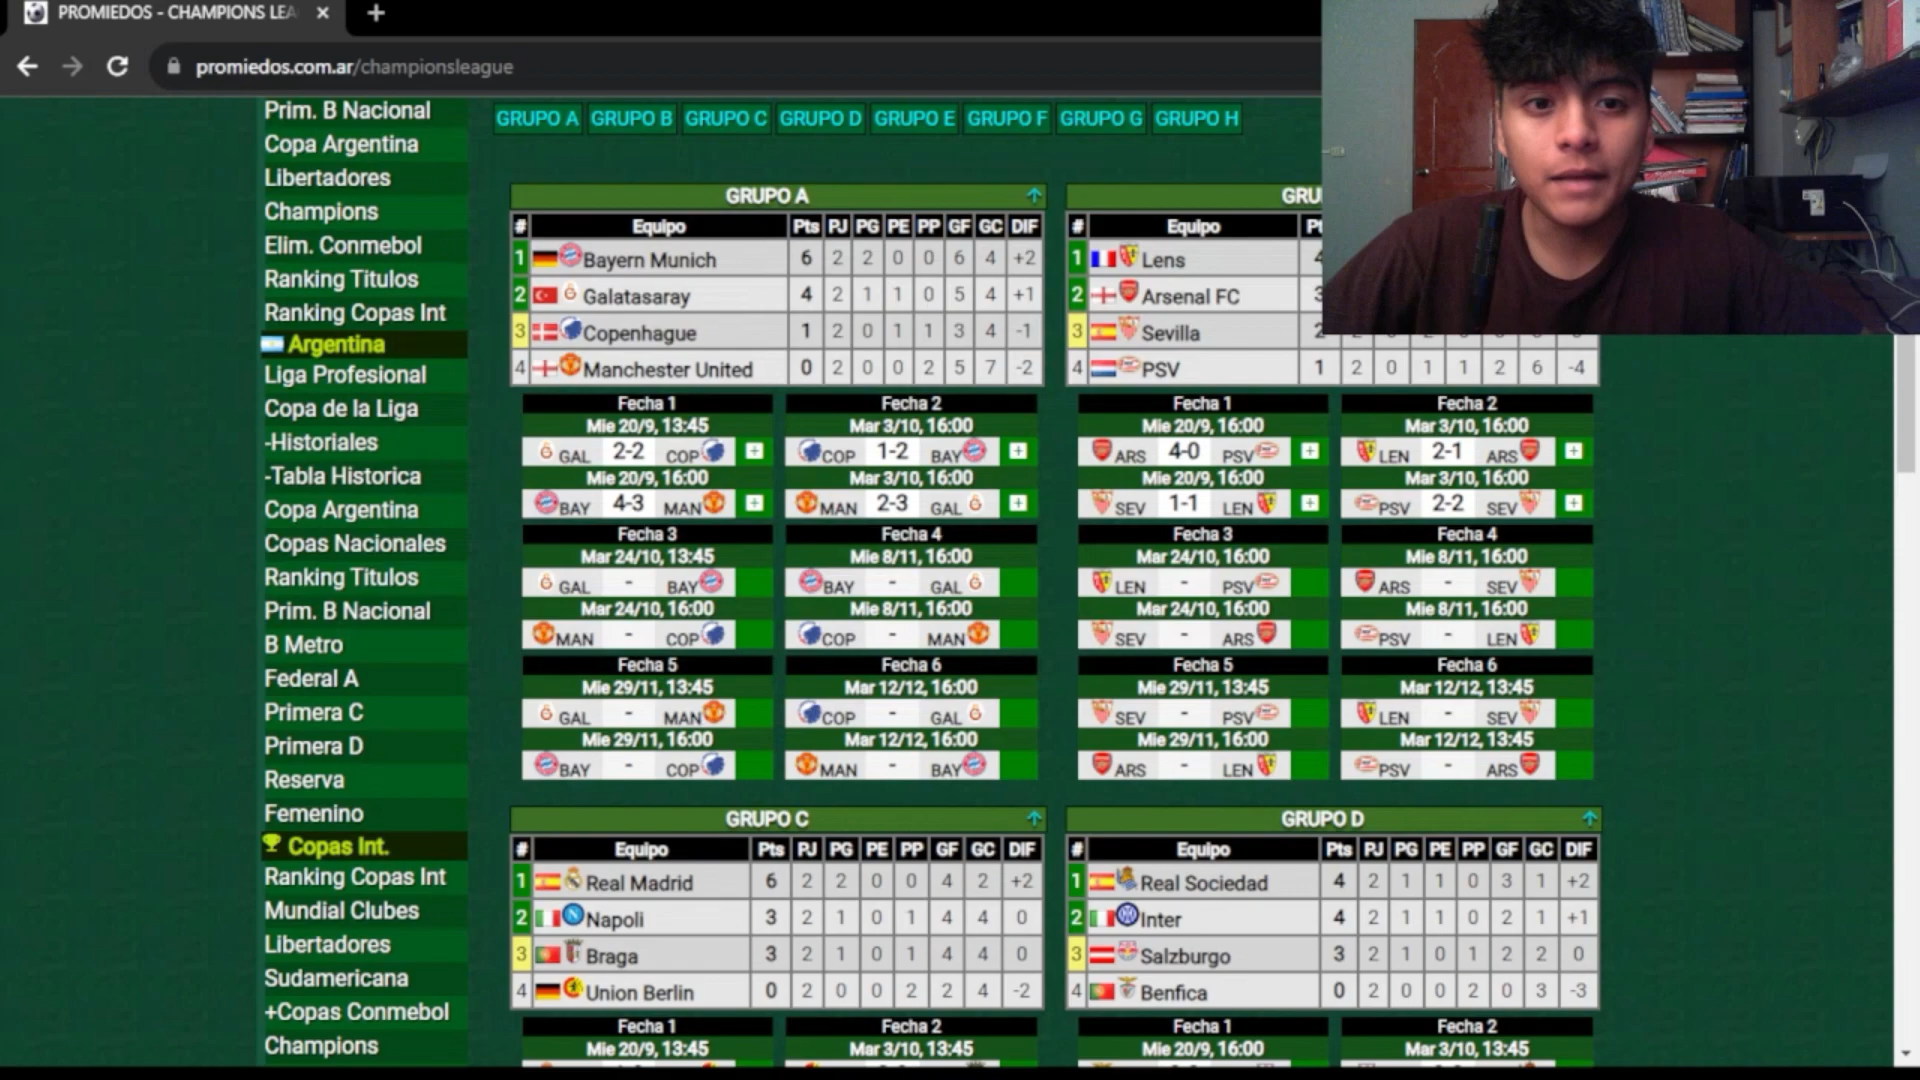 PROMIEDOS - CHAMPIONS LEA
promiedos.com.ar/championsleague
Prim. B Nacional
Copa Argentina
Libertadores
Champions
Elim. Conmebol
Ranking Titulos
Ranking Copas Int
Argentina
Liga Profesional
Copa de la Liga
-Historiales
-Tabla Historica
Copa Argentina
Copas Nacionales
Ranking Titulos
Prim. B Nacional
B Metro
Federal A
Primera C
Primera D
Reserva
Femenino
Copas Int.
Ranking Copas Int
Mundial Clubes
Libertadores
Sudamericana
+Copas Conmebol
Champions
GRUPO A GRUPO B GRUPO C GRUPO D GRUPO E GRUPO F GRUPO G GRUPO H
GRUPO A
# Equipo Pts PJ PG PE PP GF GC DIF
1 Bayern Munich 6 2 2 0 0 6 4 +2
2 Galatasaray 4 2 1 1 0 5 4 +1
3 Copenhague 1 2 0 1 1 3 4 -1
4 Manchester United 0 2 0 0 2 5 7 -2
Fecha 1 Fecha 2
Mie 20/9, 13:45 Mar 3/10, 16:00
GAL 2-2 COP COP 1-2 BAY
Mie 20/9, 16:00 Mar 3/10, 16:00
BAY 4-3 MAN MAN 2-3 GAL
Fecha 3 Fecha 4
Mar 24/10, 13:45 Mie 8/11, 16:00
GAL - BAY BAY - GAL
Mar 24/10, 16:00 Mie 8/11, 16:00
MAN - COP COP - MAN
Fecha 5 Fecha 6
Mie 29/11, 13:45 Mar 12/12, 16:00
GAL - MAN COP - GAL
Mie 29/11, 16:00 Mar 12/12, 16:00
BAY - COP MAN - BAY
GRU
# Equipo
1 Lens
2 Arsenal FC
3 Sevilla
4 PSV 1 2 0 1 1 2 6 -4
Fecha 1 Fecha 2
Mie 20/9, 16:00 Mar 3/10, 16:00
ARS 4-0 PSV LEN 2-1 ARS
Mie 20/9, 16:00 Mar 3/10, 16:00
SEV 1-1 LEN PSV 2-2 SEV
Fecha 3 Fecha 4
Mar 24/10, 16:00 Mie 8/11, 16:00
LEN - PSV ARS - SEV
Mar 24/10, 16:00 Mie 8/11, 16:00
SEV - ARS PSV - LEN
Fecha 5 Fecha 6
Mie 29/11, 13:45 Mar 12/12, 13:45
SEV - PSV LEN - SEV
Mie 29/11, 16:00 Mar 12/12, 13:45
ARS - LEN PSV - ARS
GRUPO C
# Equipo Pts PJ PG PE PP GF GC DIF
1 Real Madrid 6 2 2 0 0 4 2 +2
2 Napoli 3 2 1 0 1 4 4 0
3 Braga 3 2 1 0 1 4 4 0
4 Union Berlin 0 2 0 0 2 2 4 -2
Fecha 1 Fecha 2
Mie 20/9, 13:45 Mar 3/10, 13:45
GRUPO D
# Equipo Pts PJ PG PE PP GF GC DIF
1 Real Sociedad 4 2 1 1 0 3 1 +2
2 Inter 4 2 1 1 0 2 1 +1
3 Salzburgo 3 2 1 0 1 2 2 0
4 Benfica 0 2 0 0 2 0 3 -3
Fecha 1 Fecha 2
Mie 20/9, 16:00 Mar 3/10, 13:45